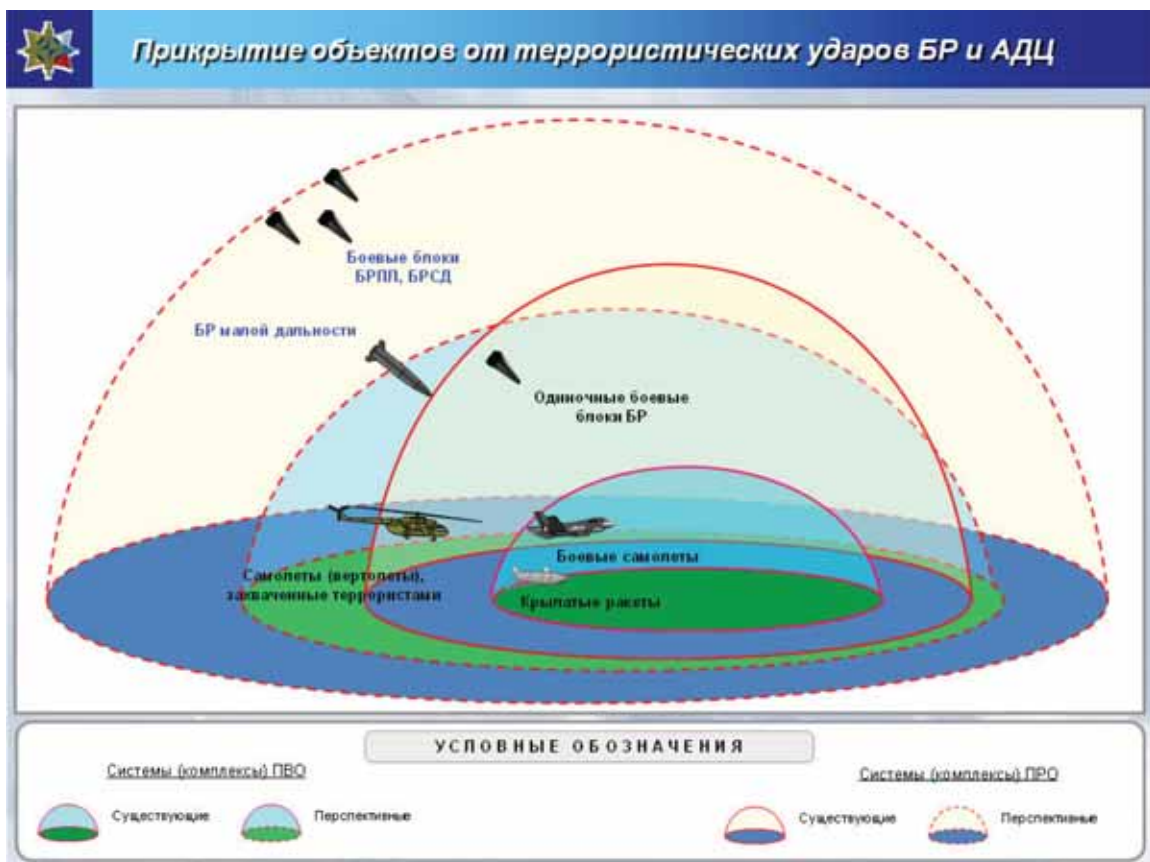 Прикрытие объектов от террористических ударов БР и АДЦ
Боевые блоки
БРПЛ, БРСД
БР малой дальности
Одиночные боевые
блоки БР
Боевые самолеты
Самолеты (вертолеты),
захваченные террористами
Крылатые ракеты
УСЛОВНЫЕ ОБОЗНАЧЕНИЯ
Системы (комплексы) ПВО
Системы (комплексы) ПРО
Существующие
Перспективные
Существующие
Перспективные